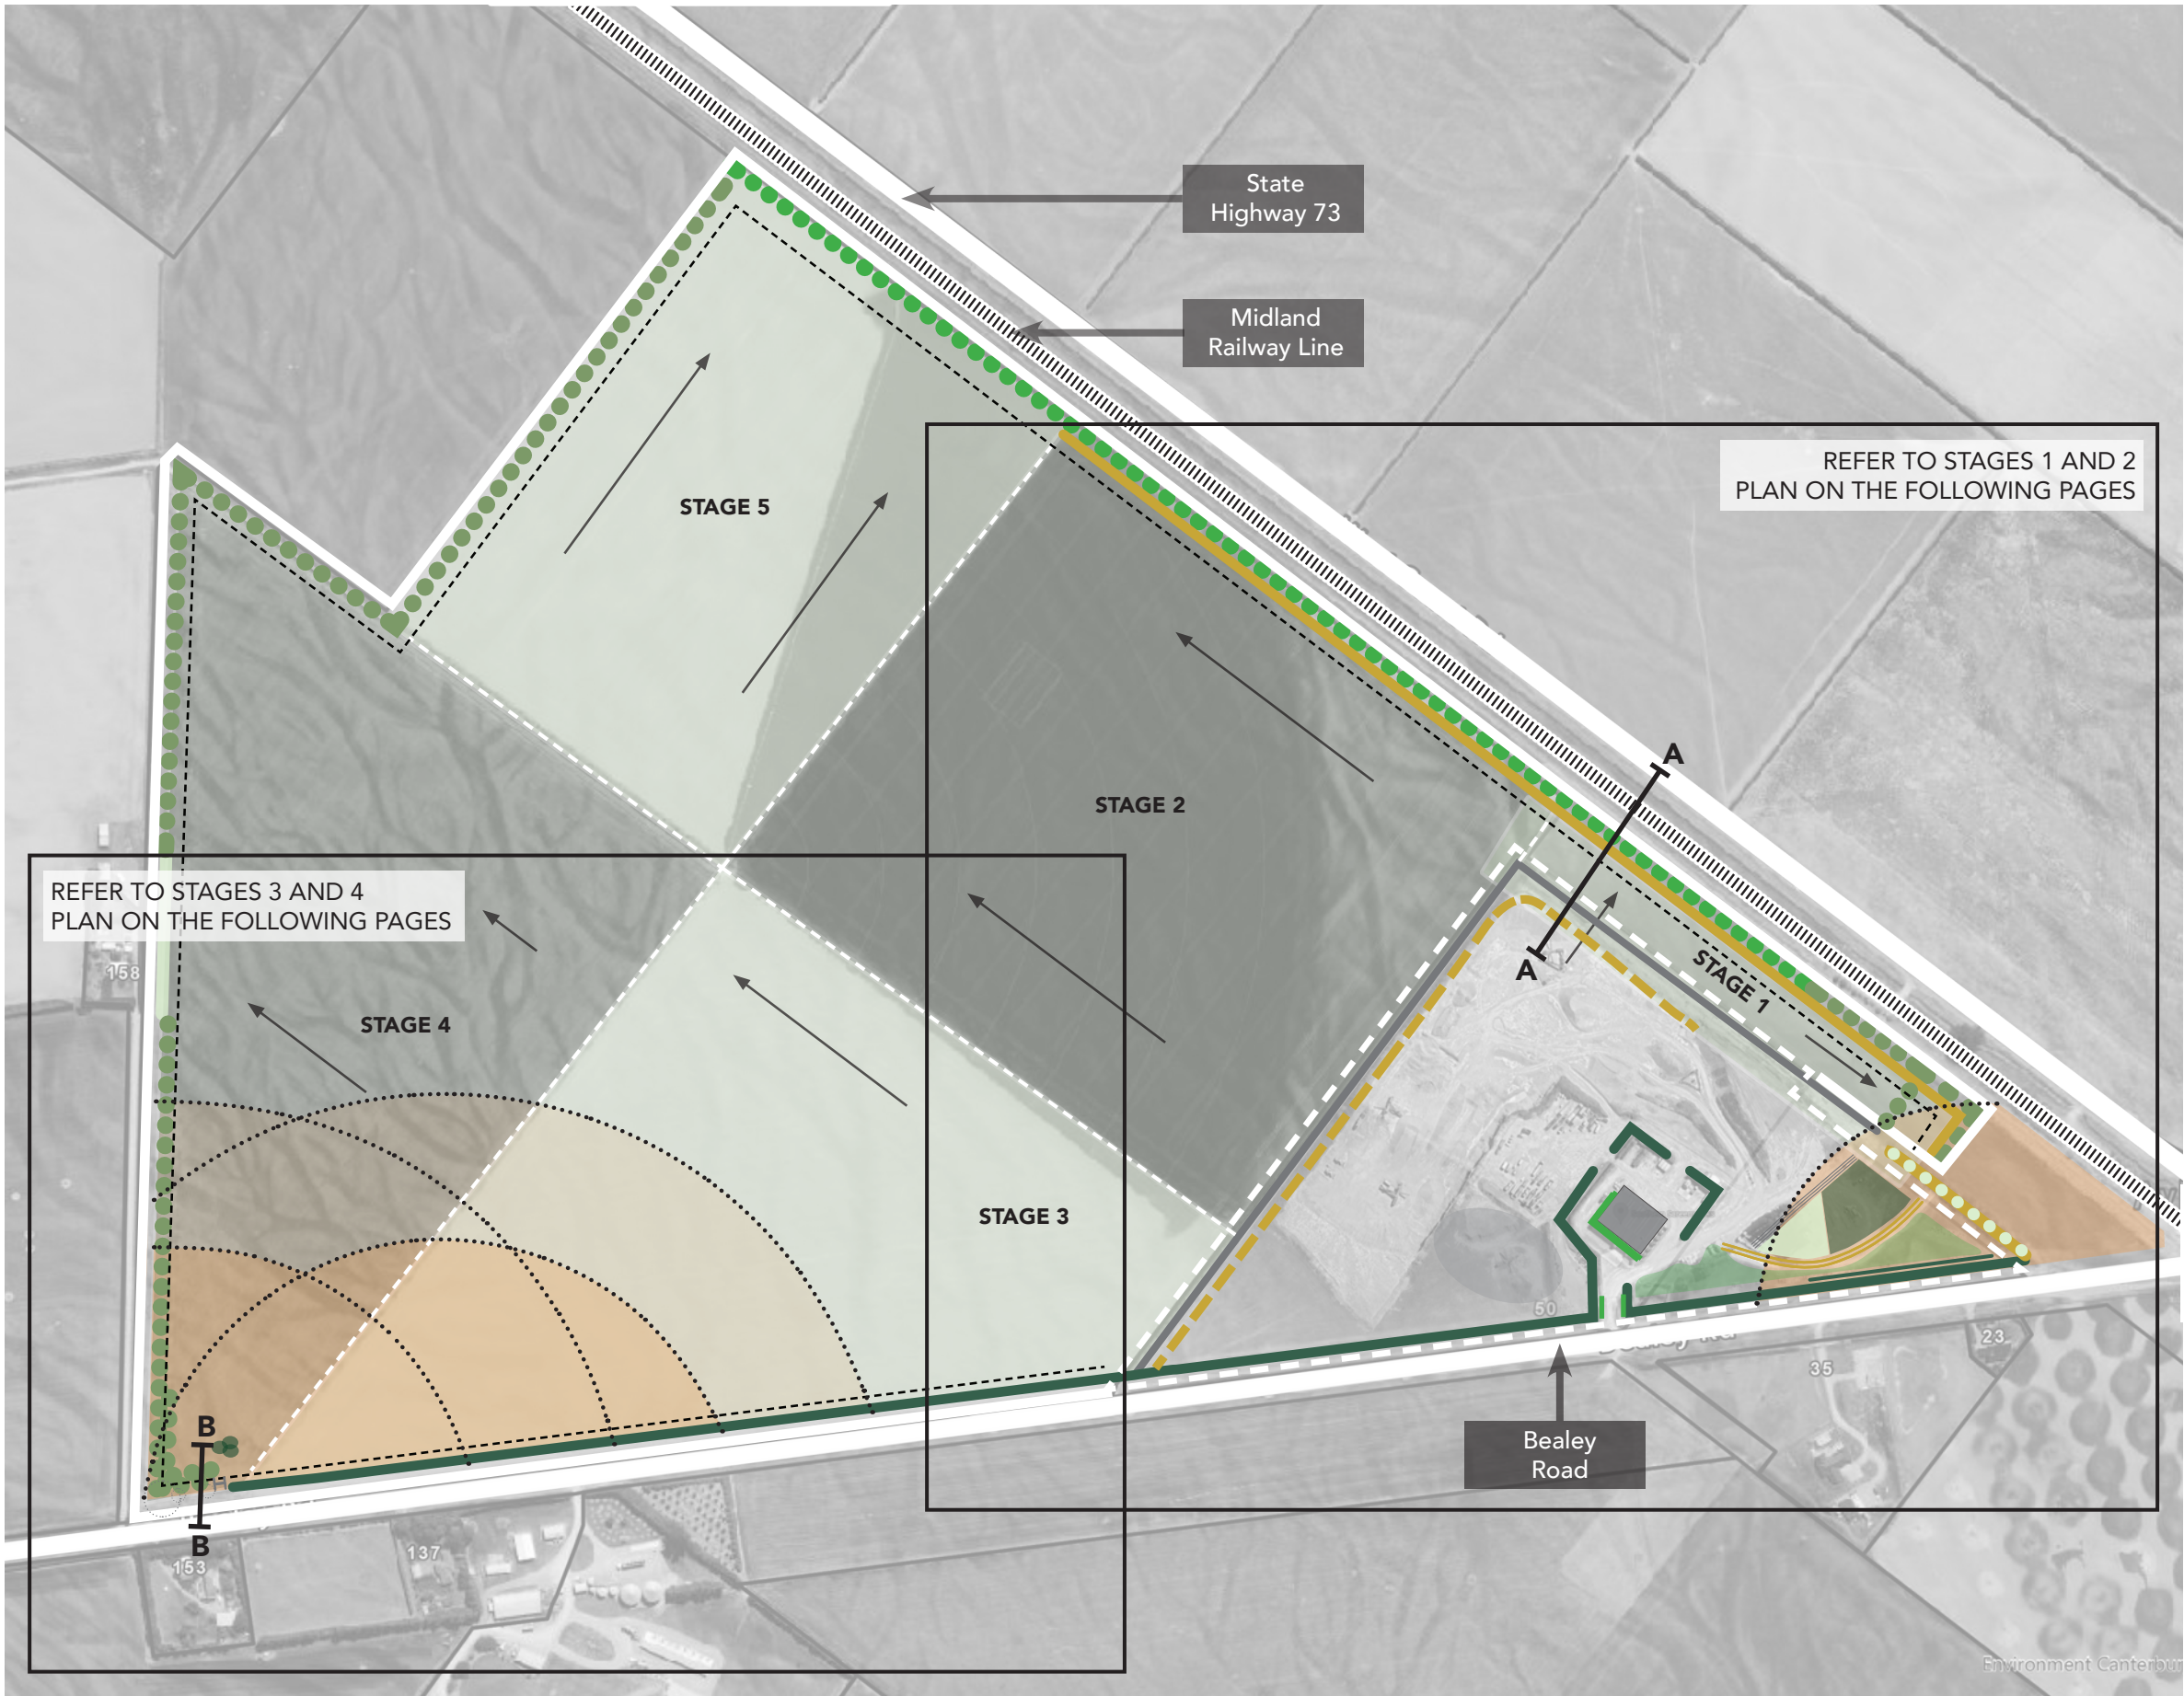 State
Highway 73
Midland
Railway Line
REFER TO STAGES 1 AND 2
PLAN ON THE FOLLOWING PAGES
STAGE 5
A
STAGE 2
REFER TO STAGES 3 AND 4
PLAN ON THE FOLLOWING PAGES
158
A
STAGE 1
STAGE 4
STAGE 3
50
23
35
B
Bealey
Road
B
153
137